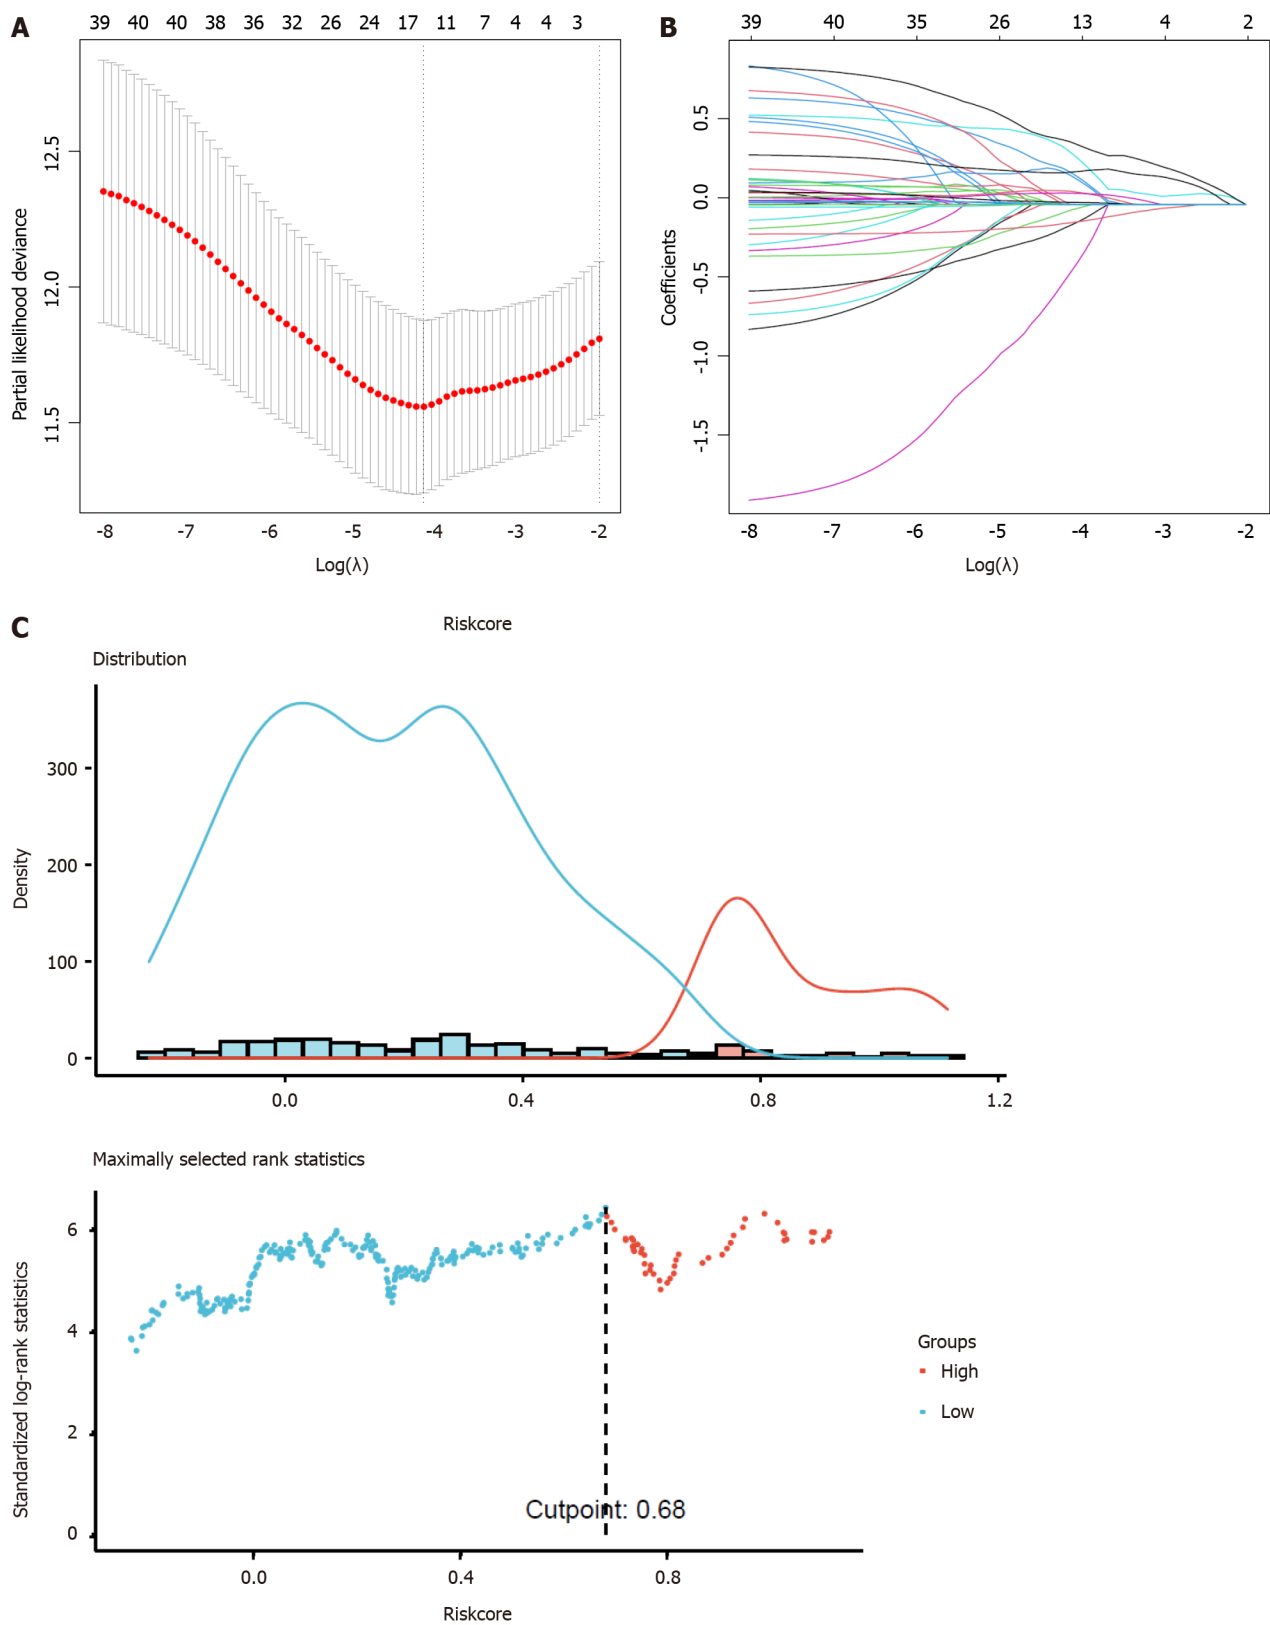 A
39 40 40 38 36 32 26 24 17 11 7 4 4 3
Partial likelihood deviance
12.5
12.0
11.5
-8 -7 -6 -5 -4 -3 -2
Log(λ)
B
39 40 35 26 13 4 2
Coefficients
0.5
0.0
-0.5
-1.0
-1.5
-8 -7 -6 -5 -4 -3 -2
Log(λ)
C
Riskcore
Distribution
Density
300
200
100
0
0.0 0.4 0.8 1.2
Maximally selected rank statistics
Standardized log-rank statistics
6
4
2
0
Cutpoint: 0.68
0.0 0.4 0.8
Riskcore
Groups
High
Low